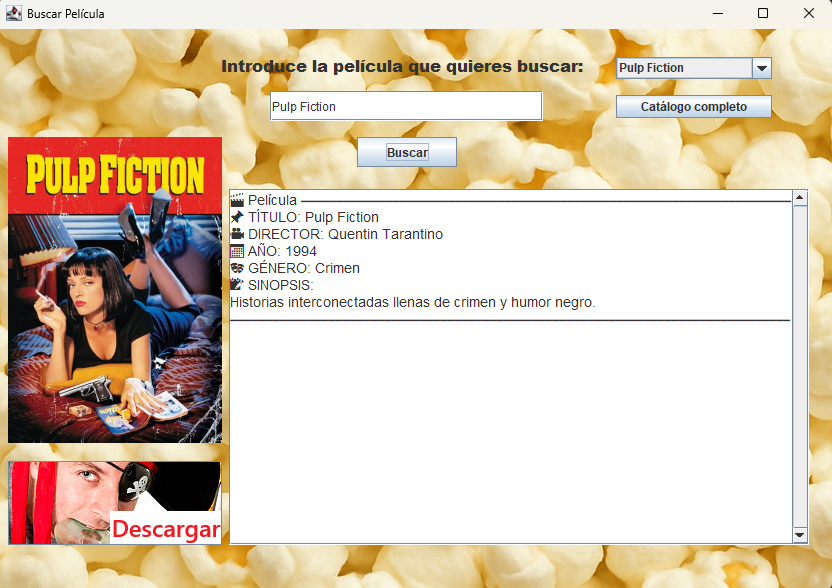 Buscar Película
Introduce la película que quieres buscar:
Pulp Fiction
Pulp Fiction
Catálogo completo
Buscar
PULP FICTION
Película
TÍTULO: Pulp Fiction
DIRECTOR: Quentin Tarantino
AÑO: 1994
GÉNERO: Crimen
SINOPSIS:
Historias interconectadas llenas de crimen y humor negro.
Descargar